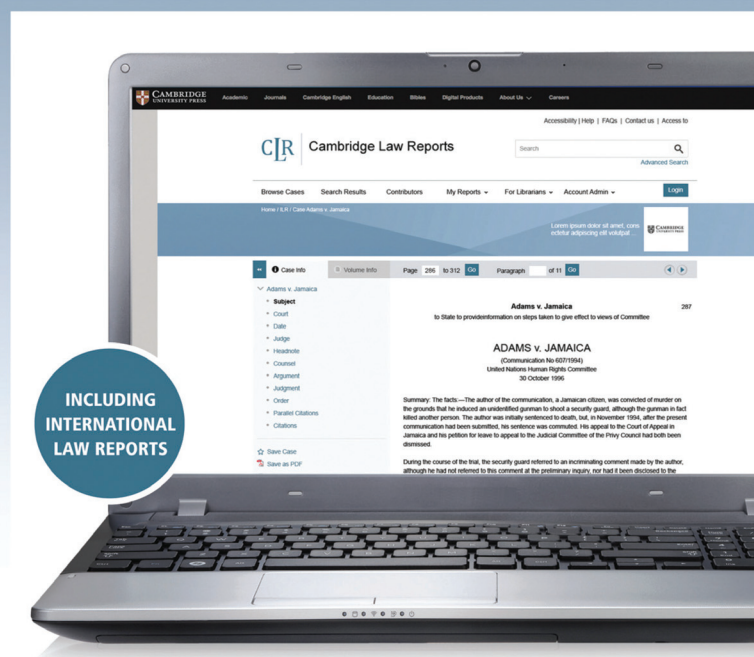 CAMBRIDGE
UNIVERSITY PRESS
Academic Journals Cambridge English Education Bibles Digital Products About Us Careers
Accessibility | Help | FAQs | Contact us | Access to
CLR Cambridge Law Reports
Search
Advanced Search
Browse Cases Search Results Contributors My Reports For Librarians Account Admin Login
Home / ILR / Case Adams v. Jamaica
Lorem ipsum dolor sit amet, cons
ectetur adipiscing elit volutpat ...
CAMBRIDGE
UNIVERSITY PRESS
Case Info Volume Info Page 286 to 312 Go Paragraph of 11 Go
Adams v. Jamaica
Subject
Court
Date
Judge
Headnote
Counsel
Argument
Judgment
Order
Parallel Citations
Citations
Save Case
Save as PDF
Adams v. Jamaica 287
to State to provideinformation on steps taken to give effect to views of Committee
ADAMS v. JAMAICA
(Communication No 607/1994)
United Nations Human Rights Committee
30 October 1996
Summary: The facts:—The author of the communication, a Jamaican citizen, was convicted of murder on
the grounds that he induced an unidentified gunman to shoot a security guard, although the gunman in fact
killed another person. The author was initially sentenced to death, but, in November 1994, after the present
communication had been submitted, his sentence was commuted. His appeal to the Court of Appeal in
Jamaica and his petition for leave to appeal to the Judicial Committee of the Privy Council had both been
dismissed.
During the course of the trial, the security guard referred to an incriminating comment made by the author,
although he had not referred to this comment at the preliminary inquiry, nor had it been disclosed to the
INCLUDING
INTERNATIONAL
LAW REPORTS